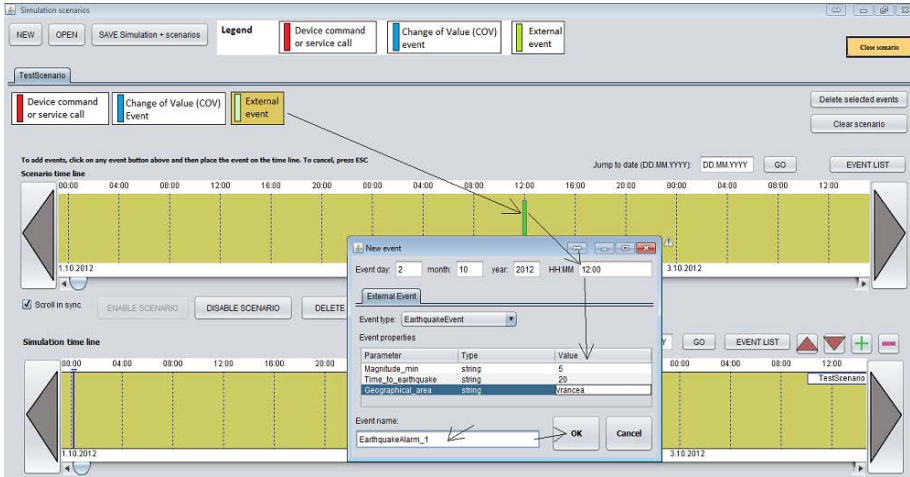 Simulation scenarios
NEW
OPEN
SAVE Simulation + scenarios
Legend
Device command
or service call
Change of Value (COV)
event
External
event
Close scenario
TestScenario
Device command
or service call
Change of Value (COV)
Event
External
event
Delete selected events
Clear scenario
To add events, click on any event button above and then place the event on the time line. To cancel, press ESC
Jump to date (DD.MM.YYYY):
DD.MM.YYYY
GO
EVENT LIST
Scenario time line
00:00 04:00 08:00 12:00 16:00 20:00 00:00 04:00 08:00 12:00 16:00 20:00 00:00 04:00 08:00 12:00
1.10.2012
3.10.2012
New event
Event day: 2 month: 10 year: 2012 HH:MM 12:00
External Event
Event type: EarthquakeEvent
Event properties
Parameter Type Value
Magnitude_min string 5
Time_to_earthquake string 20
Geographical_area string Vrancea
Event name:
EarthquakeAlarm_1
OK
Cancel
Scroll in sync
ENABLE SCENARIO
DISABLE SCENARIO
DELETE
Simulation time line
Y
GO
EVENT LIST
00:00 04:00 08:00 12:00 16:00 20:00 00:00 04:00 08:00 12:00
TestScenario
1.10.2012
3.10.2012